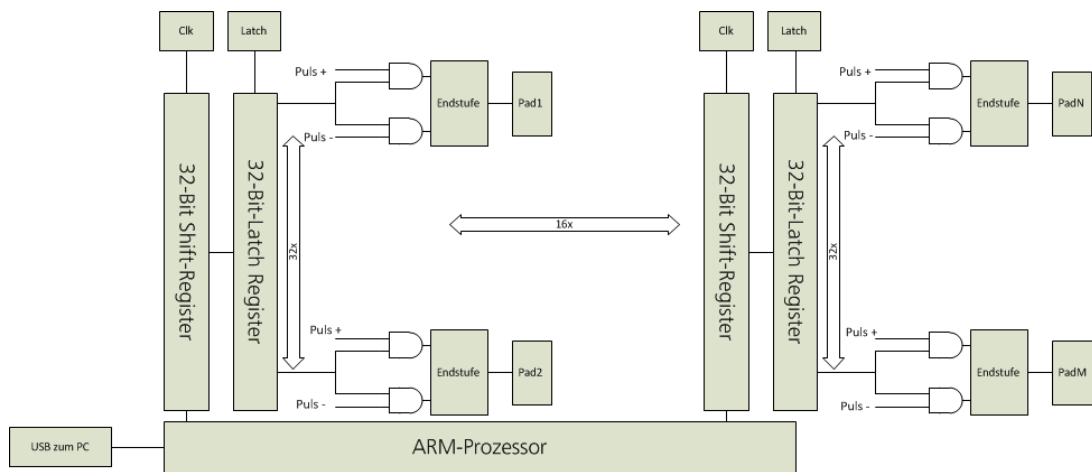 Clk
Latch
Clk
Latch
Puls +
Puls +
Endstufe
Pad1
Endstufe
PadN
Puls -
Puls -
32-Bit Shift-Register
32-Bit-Latch Register
32x
16x
32-Bit Shift-Register
32-Bit-Latch Register
32x
Puls +
Puls +
Endstufe
Pad2
Endstufe
PadM
Puls -
Puls -
USB zum PC
ARM-Prozessor